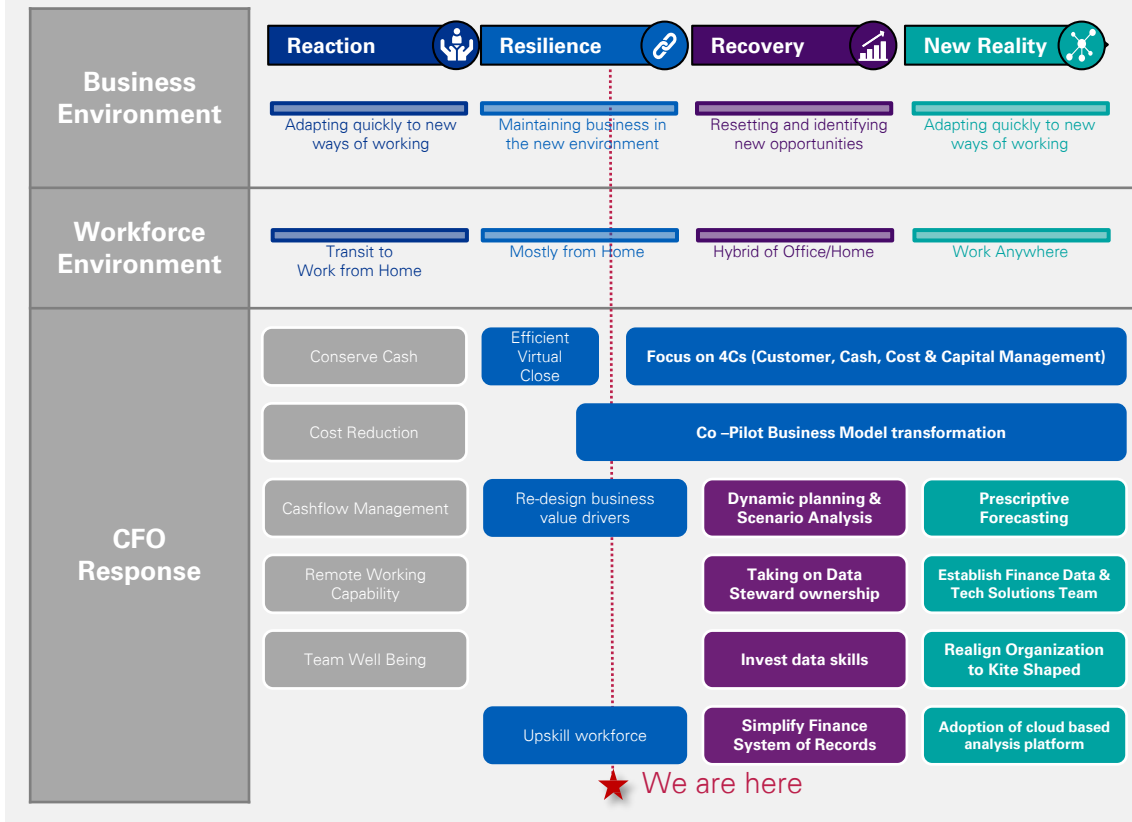 Business
Environment
Reaction
Resilience
Recovery
New Reality
Adapting quickly to new
ways of working
Maintaining business in
the new environment
Resetting and identifying
new opportunities
Adapting quickly to new
ways of working
Workforce
Environment
Transit to
Work from Home
Mostly from Home
Hybrid of Office/Home
Work Anywhere
CFO
Response
Conserve Cash
Efficient
Virtual
Close
Focus on 4Cs (Customer, Cash, Cost & Capital Management)
Cost Reduction
Co –Pilot Business Model transformation
Cashflow Management
Re-design business
value drivers
Dynamic planning &
Scenario Analysis
Prescriptive
Forecasting
Remote Working
Capability
Taking on Data
Steward ownership
Establish Finance Data &
Tech Solutions Team
Team Well Being
Invest data skills
Realign Organization
to Kite Shaped
Upskill workforce
Simplify Finance
System of Records
Adoption of cloud based
analysis platform
We are here